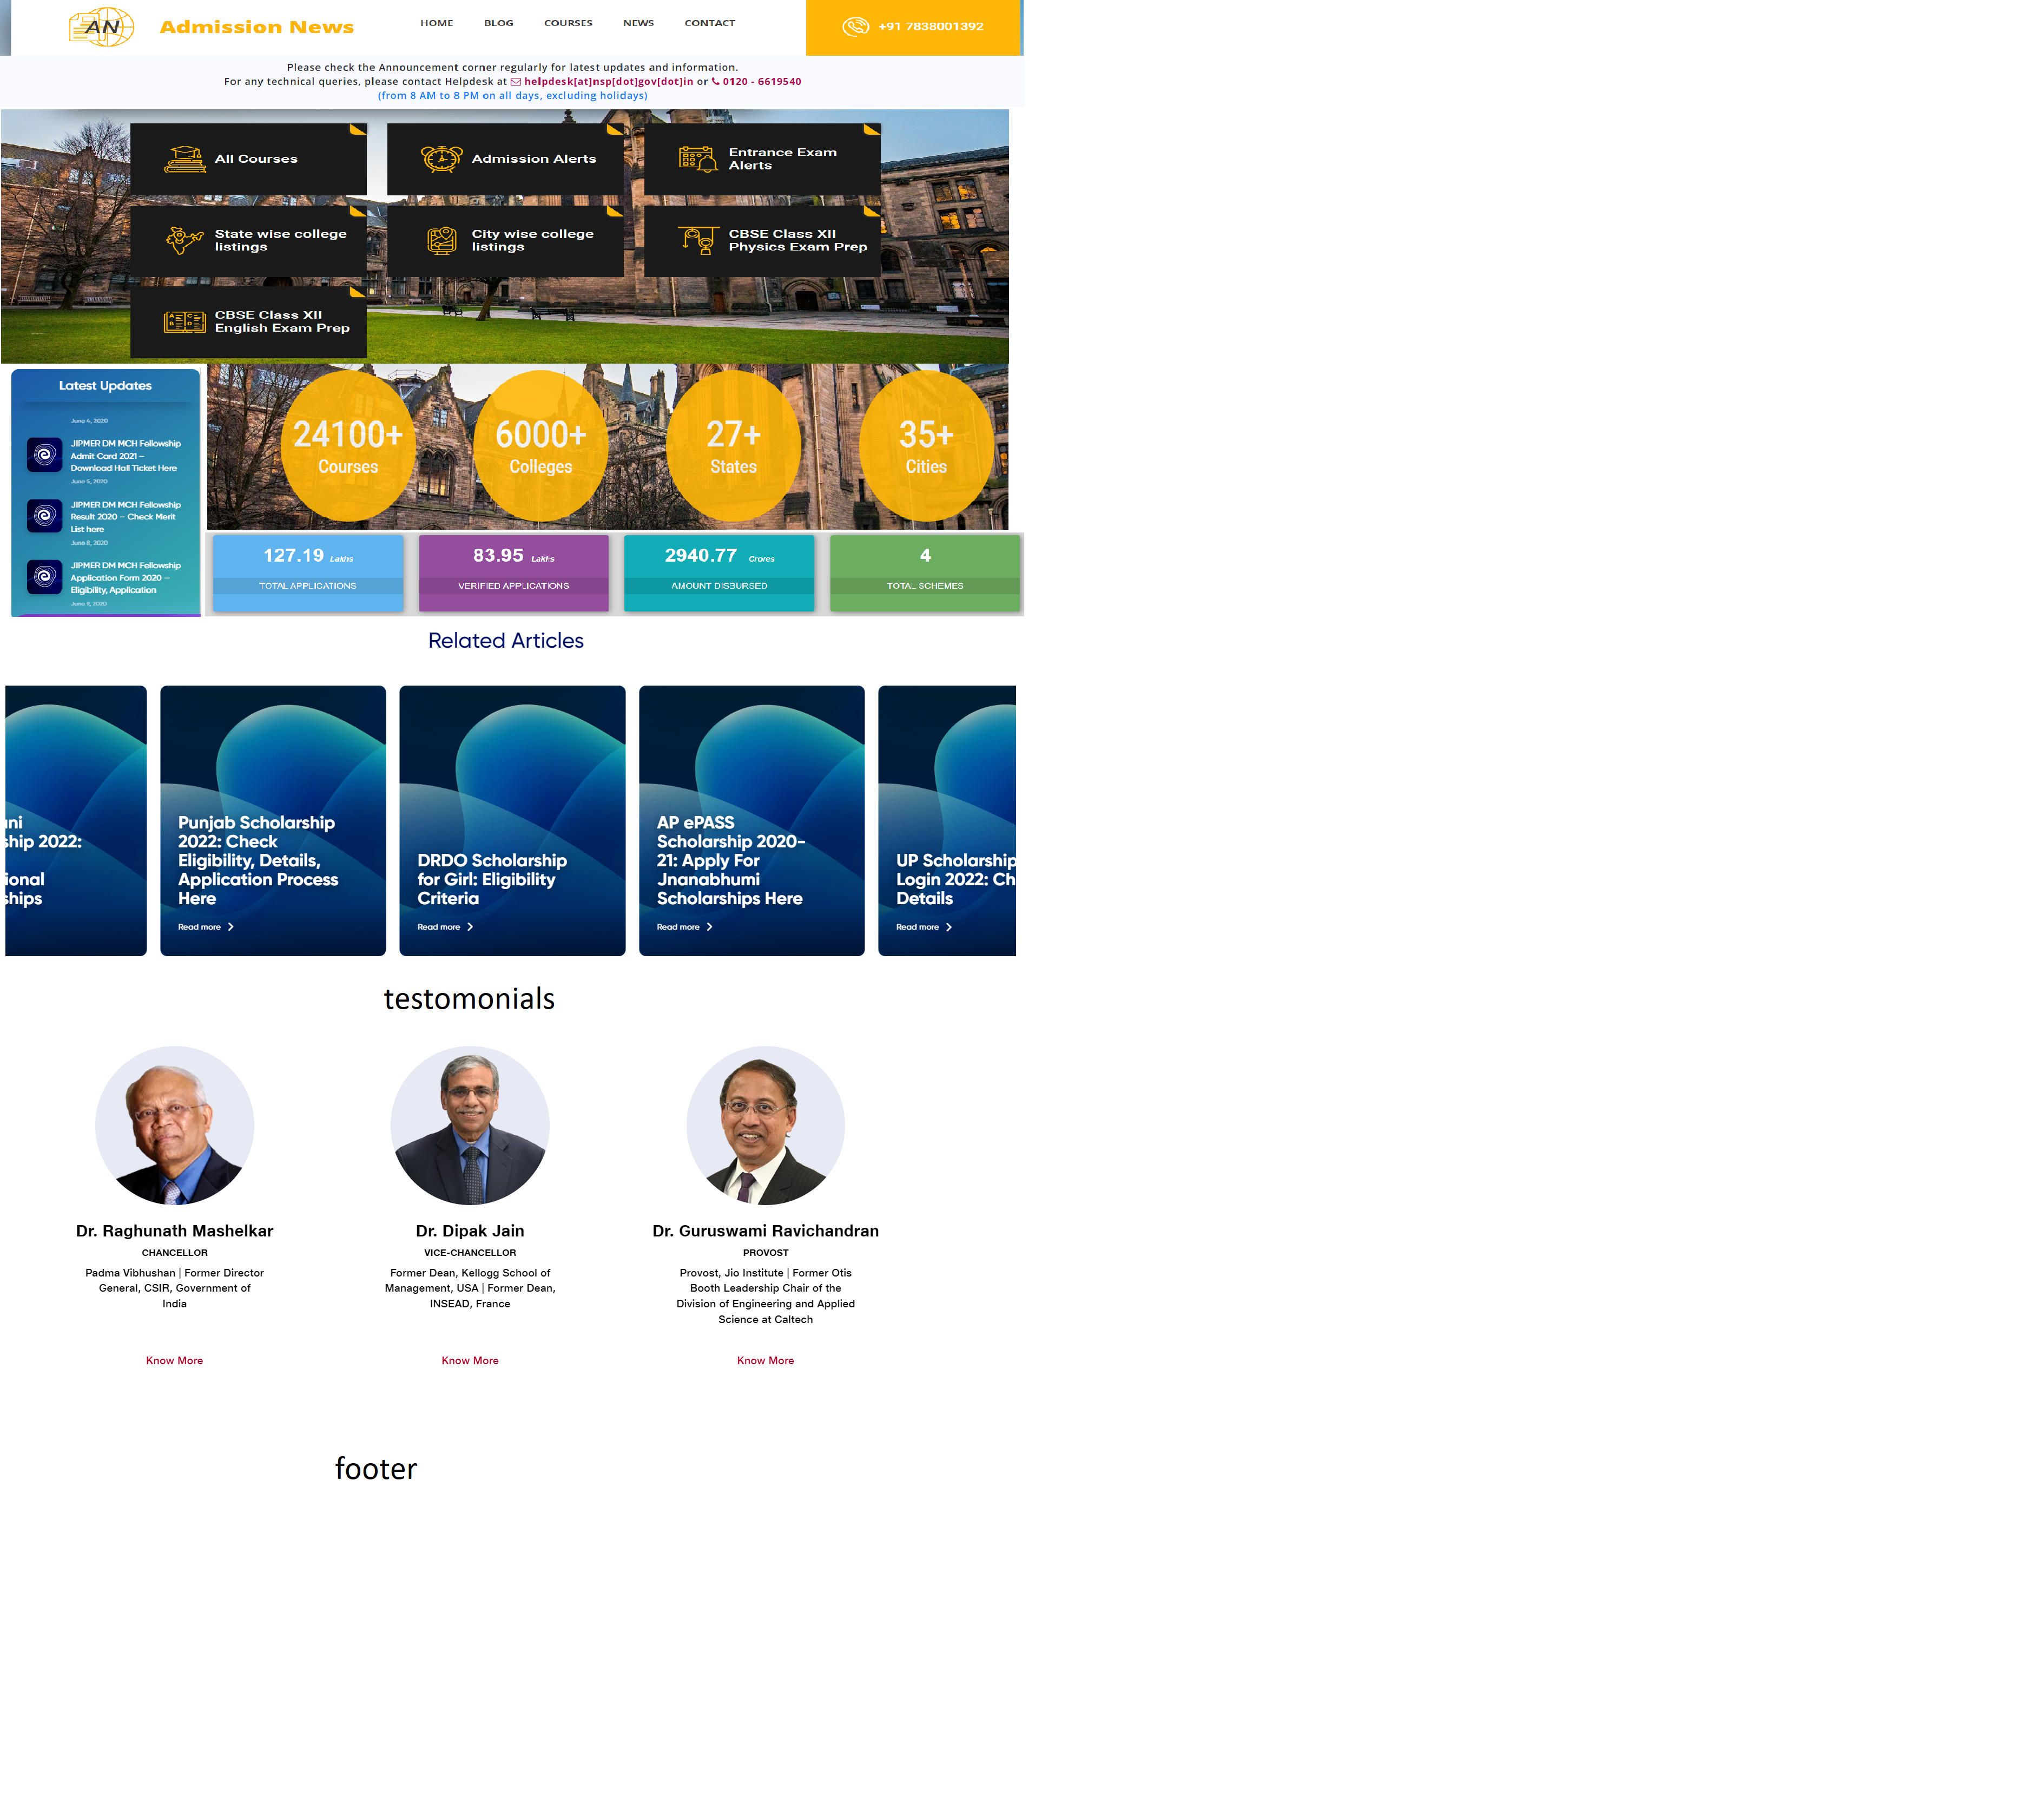 AN
Admission News
HOME
BLOG
COURSES
NEWS
CONTACT
+91 7838001392
Please check the Announcement corner regularly for latest updates and information.
For any technical queries, please contact Helpdesk at helpdesk[at]nsp[dot]gov[dot]in or 0120 - 6619540
(from 8 AM to 8 PM on all days, excluding holidays)
All Courses
Admission Alerts
Entrance Exam
Alerts
State wise college
listings
City wise college
listings
CBSE Class XII
Physics Exam Prep
CBSE Class XII
English Exam Prep
Latest Updates
June 4, 2020
JIPMER DM MCH Fellowship
Admit Card 2021 –
Download Hall Ticket Here
June 5, 2020
JIPMER DM MCH Fellowship
Result 2020 – Check Merit
List here
June 8, 2020
JIPMER DM MCH Fellowship
Application Form 2020 –
Eligibility, Application
June 9, 2020
24100+
Courses
6000+
Colleges
27+
States
35+
Cities
127.19 Lakhs
TOTAL APPLICATIONS
83.95 Lakhs
VERIFIED APPLICATIONS
2940.77 Crores
AMOUNT DISBURSED
4
TOTAL SCHEMES
Related Articles
ani
ship 2022:
ional
ships
Punjab Scholarship
2022: Check
Eligibility, Details,
Application Process
Here
Read more
DRDO Scholarship
for Girl: Eligibility
Criteria
Read more
AP ePASS
Scholarship 2020-
21: Apply For
Jnanabhumi
Scholarships Here
Read more
UP Scholarship
Login 2022: Ch
Details
Read more
testomonials
Dr. Raghunath Mashelkar
CHANCELLOR
Padma Vibhushan | Former Director
General, CSIR, Government of
India
Know More
Dr. Dipak Jain
VICE-CHANCELLOR
Former Dean, Kellogg School of
Management, USA | Former Dean,
INSEAD, France
Know More
Dr. Guruswami Ravichandran
PROVOST
Provost, Jio Institute | Former Otis
Booth Leadership Chair of the
Division of Engineering and Applied
Science at Caltech
Know More
footer